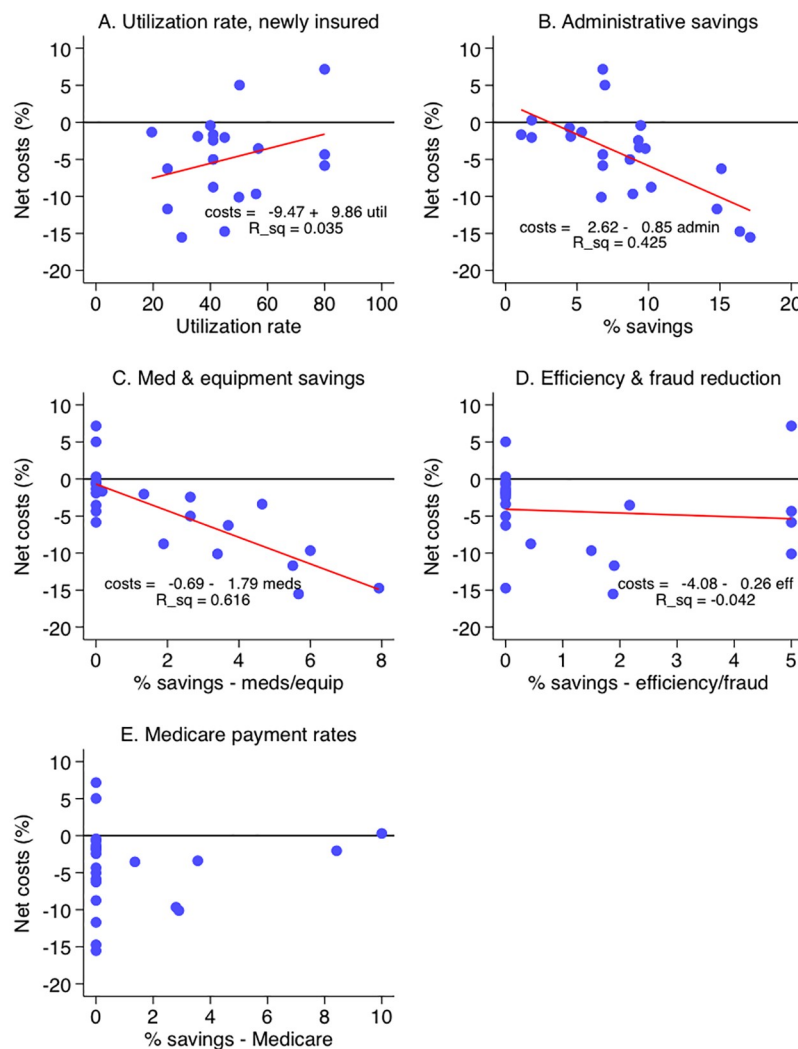 A. Utilization rate, newly insured
10
5
0
-5
-10
-15
-20
Net costs (%)
costs = -9.47 + 9.86 util
R_sq = 0.035
0 20 40 60 80 100
Utilization rate
B. Administrative savings
10
5
0
-5
-10
-15
-20
Net costs (%)
costs = 2.62 - 0.85 admin
R_sq = 0.425
0 5 10 15 20
% savings
C. Med & equipment savings
10
5
0
-5
-10
-15
-20
Net costs (%)
costs = -0.69 - 1.79 meds
R_sq = 0.616
0 2 4 6 8
% savings - meds/equip
D. Efficiency & fraud reduction
10
5
0
-5
-10
-15
-20
Net costs (%)
costs = -4.08 - 0.26 eff
R_sq = -0.042
0 1 2 3 4 5
% savings - efficiency/fraud
E. Medicare payment rates
10
5
0
-5
-10
-15
-20
Net costs (%)
0 2 4 6 8 10
% savings - Medicare